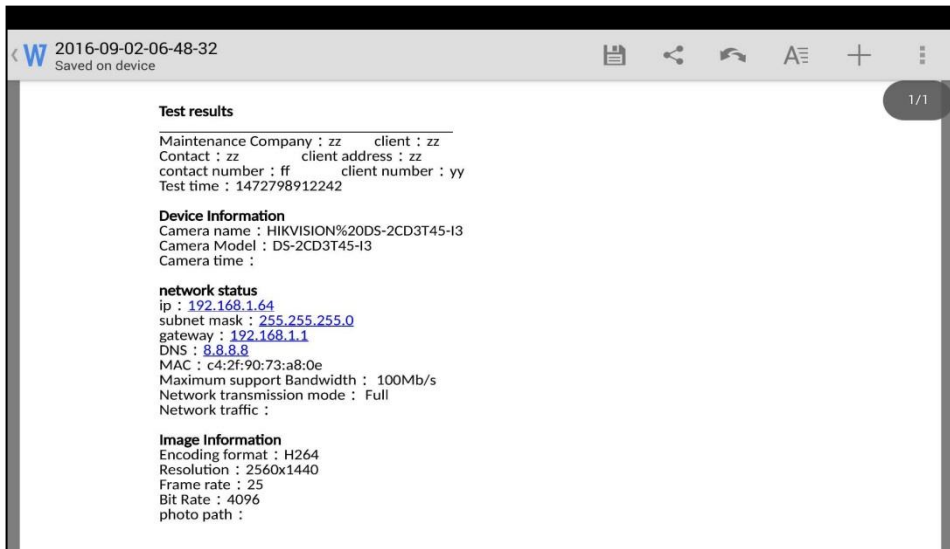 2016-09-02-06-48-32
Saved on device
1/1
Test results
Maintenance Company：zz client：zz
Contact：zz client address：zz
contact number：ff client number：yy
Test time：1472798912242
Device Information
Camera name：HIKVISION%20DS-2CD3T45-I3
Camera Model：DS-2CD3T45-I3
Camera time：
network status
ip：192.168.1.64
subnet mask：255.255.255.0
gateway：192.168.1.1
DNS：8.8.8.8
MAC：c4:2f:90:73:a8:0e
Maximum support Bandwidth： 100Mb/s
Network transmission mode： Full
Network traffic：
Image Information
Encoding format：H264
Resolution：2560x1440
Frame rate：25
Bit Rate：4096
photo path：